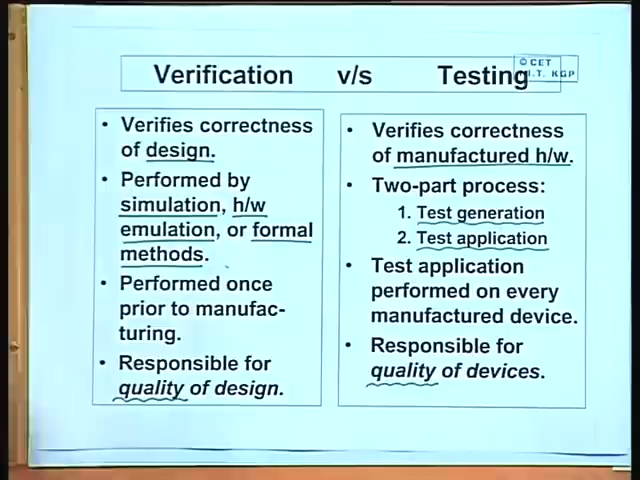 Verification v/s Testing
© CET
I.I.T. KGP
• Verifies correctness
of design.
• Performed by
simulation, h/w
emulation, or formal
methods.
• Performed once
prior to manufac-
turing.
• Responsible for
quality of design.
• Verifies correctness
of manufactured h/w.
• Two-part process:
1. Test generation
2. Test application
• Test application
performed on every
manufactured device.
• Responsible for
quality of devices.